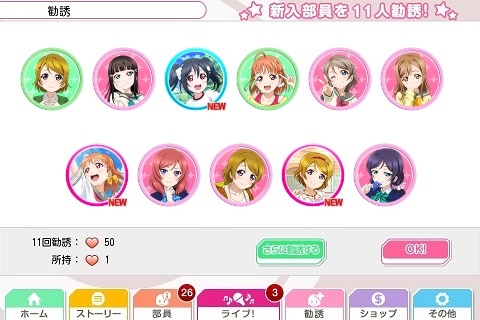 勧誘
新入部員を11人勧誘!
NEW
NEW
NEW
11回勧誘: 50
所持: 1
さらに勧誘する
OK!
26
3
ホーム
ストーリー
部員
ライブ!
勧誘
ショップ
その他